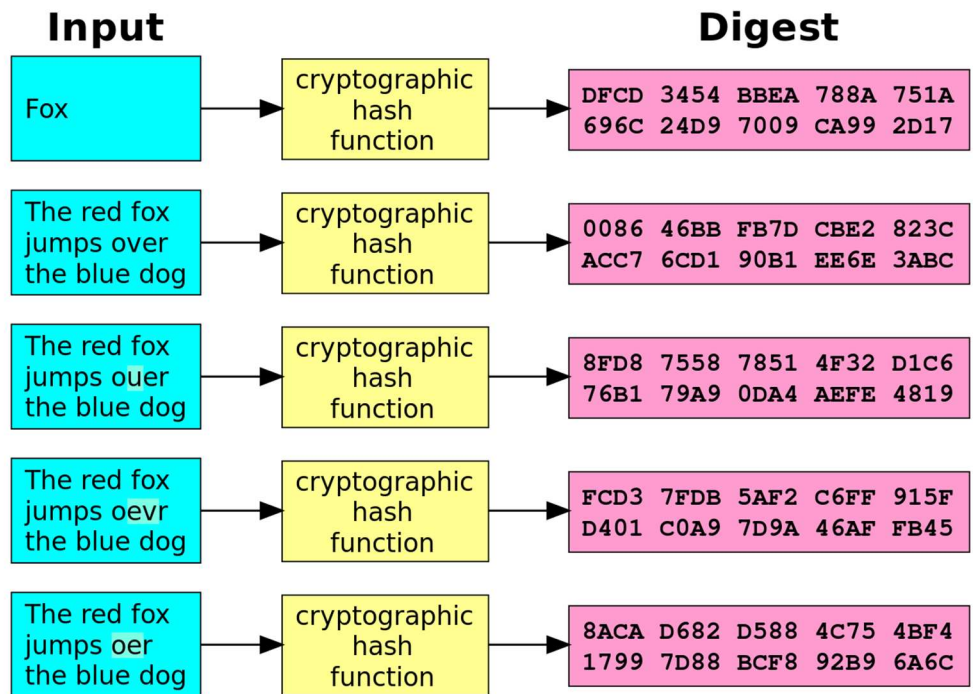 Input
Digest
Fox
cryptographic
hash
function
DFCD 3454 BBEA 788A 751A
696C 24D9 7009 CA99 2D17
The red fox
jumps over
the blue dog
cryptographic
hash
function
0086 46BB FB7D CBE2 823C
ACC7 6CD1 90B1 EE6E 3ABC
The red fox
jumps ouer
the blue dog
cryptographic
hash
function
8FD8 7558 7851 4F32 D1C6
76B1 79A9 0DA4 AEFE 4819
The red fox
jumps oevr
the blue dog
cryptographic
hash
function
FCD3 7FDB 5AF2 C6FF 915F
D401 C0A9 7D9A 46AF FB45
The red fox
jumps oer
the blue dog
cryptographic
hash
function
8ACA D682 D588 4C75 4BF4
1799 7D88 BCF8 92B9 6A6C